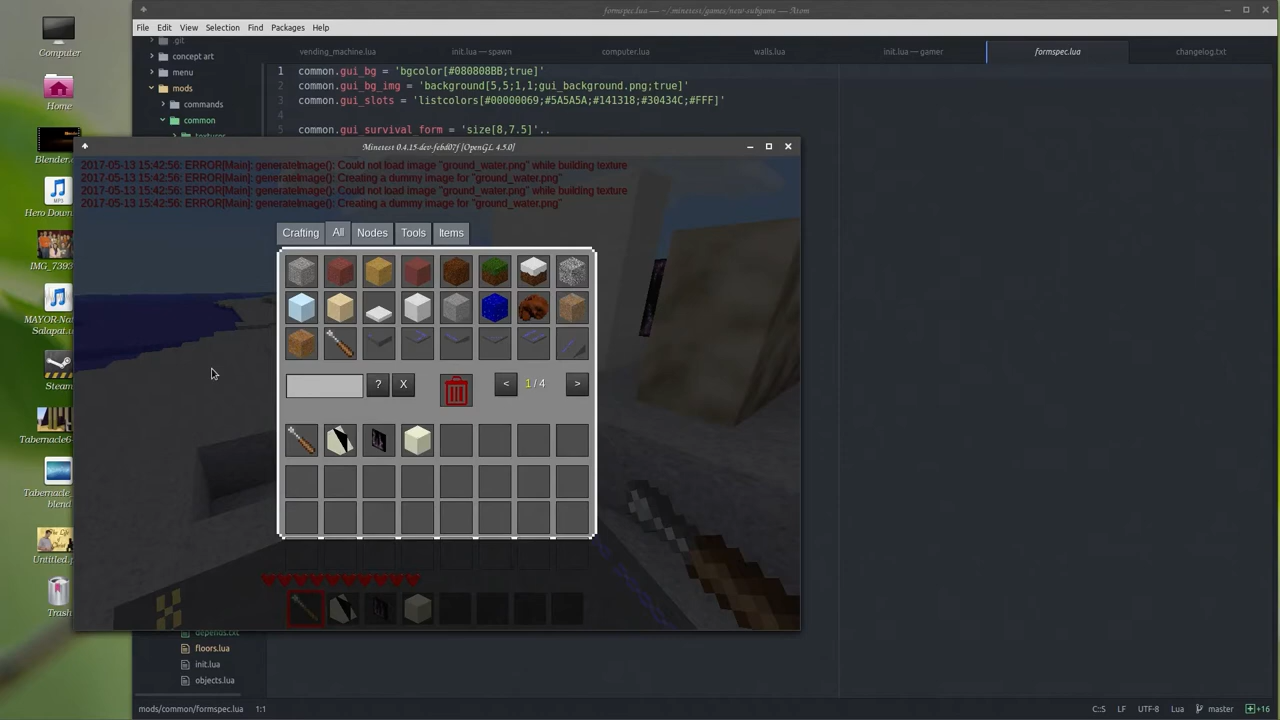 formspec.lua — ~/.minetest/games/new-subgame — Atom
File Edit View Selection Find Packages Help
Computer
Home
Blender...
Hero Down...
IMG_7393...
MAYOR-Na...
Salapat...
Steam
Tabernacle6...
Tabernacle_...
blend
Untitled.p...
Trash
.git
concept art
menu
mods
commands
common
textures
vending_machine.lua
init.lua — spawn
computer.lua
walls.lua
init.lua — gamer
formspec.lua
changelog.txt
1 common.gui_bg = 'bgcolor[#080808BB;true]'
2 common.gui_bg_img = 'background[5,5;1,1;gui_background.png;true]'
3 common.gui_slots = 'listcolors[#00000069;#5A5A5A;#141318;#30434C;#FFF]'
4
5 common.gui_survival_form = 'size[8,7.5]'..
Minetest 0.4.15-dev-febd07f [OpenGL 4.5.0]
2017-05-13 15:42:56: ERROR[Main]: generateImage(): Could not load image "ground_water.png" while building texture
2017-05-13 15:42:56: ERROR[Main]: generateImage(): Creating a dummy image for "ground_water.png"
2017-05-13 15:42:56: ERROR[Main]: generateImage(): Could not load image "ground_water.png" while building texture
2017-05-13 15:42:56: ERROR[Main]: generateImage(): Creating a dummy image for "ground_water.png"
Crafting All Nodes Tools Items
? X < 1 / 4 >
depends.txt
floors.lua
init.lua
objects.lua
mods/common/formspec.lua 1:1
C::S LF UTF-8 Lua master +16